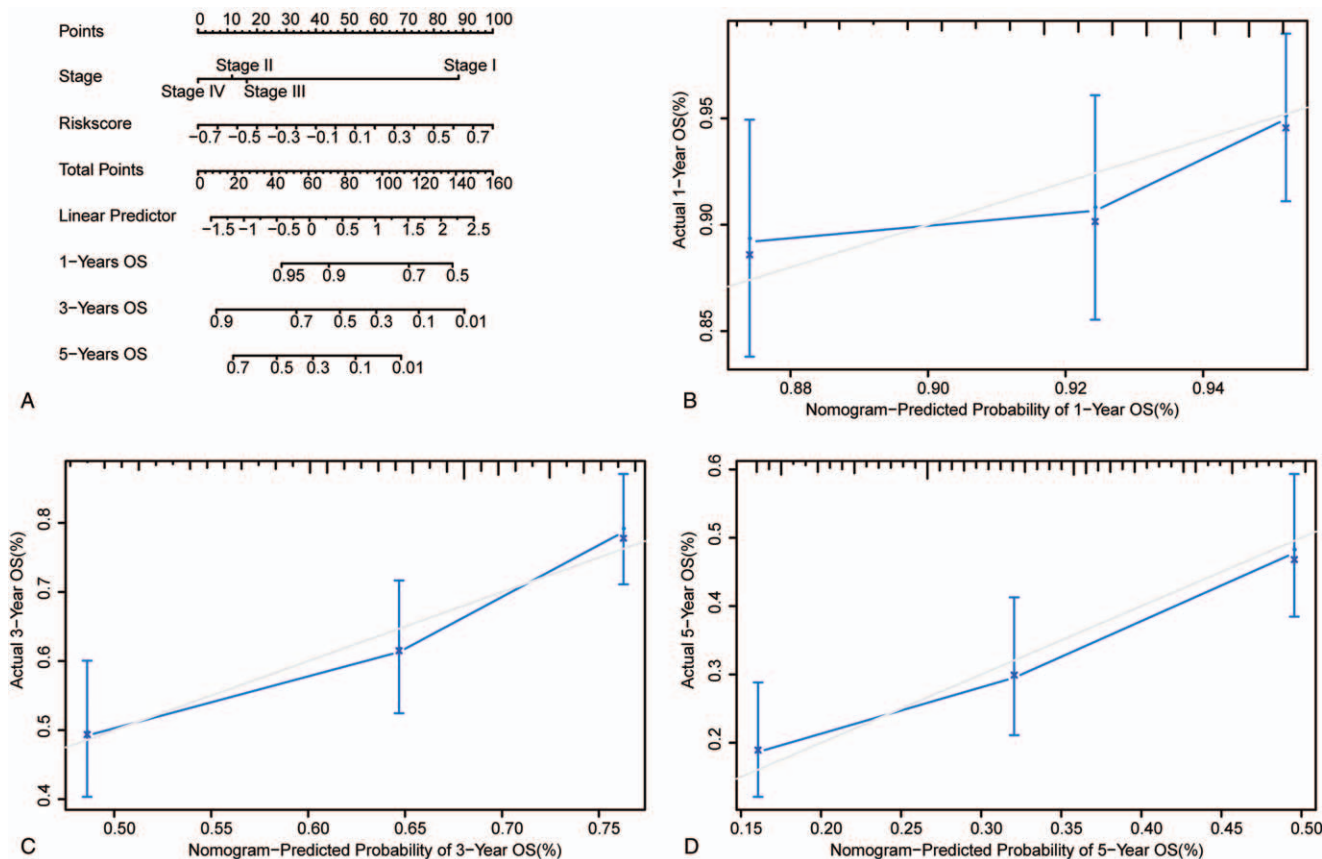 Points 0 10 20 30 40 50 60 70 80 90 100
Stage Stage II Stage I
Stage IV Stage III
Riskscore −0.7 −0.5 −0.3 −0.1 0.1 0.3 0.5 0.7
Total Points 0 20 40 60 80 100 120 140 160
Linear Predictor −1.5 −1 −0.5 0 0.5 1 1.5 2 2.5
1−Years OS 0.95 0.9 0.7 0.5
3−Years OS 0.9 0.7 0.5 0.3 0.1 0.01
5−Years OS 0.7 0.5 0.3 0.1 0.01
A
Actual 1−Year OS(%)
0.95
0.90
0.85
0.88 0.90 0.92 0.94
Nomogram−Predicted Probability of 1−Year OS(%)
B
Actual 3−Year OS(%)
0.8
0.7
0.6
0.5
0.4
0.50 0.55 0.60 0.65 0.70 0.75
Nomogram−Predicted Probability of 3−Year OS(%)
C
Actual 5−Year OS(%)
0.6
0.5
0.4
0.3
0.2
0.15 0.20 0.25 0.30 0.35 0.40 0.45 0.50
Nomogram−Predicted Probability of 5−Year OS(%)
D